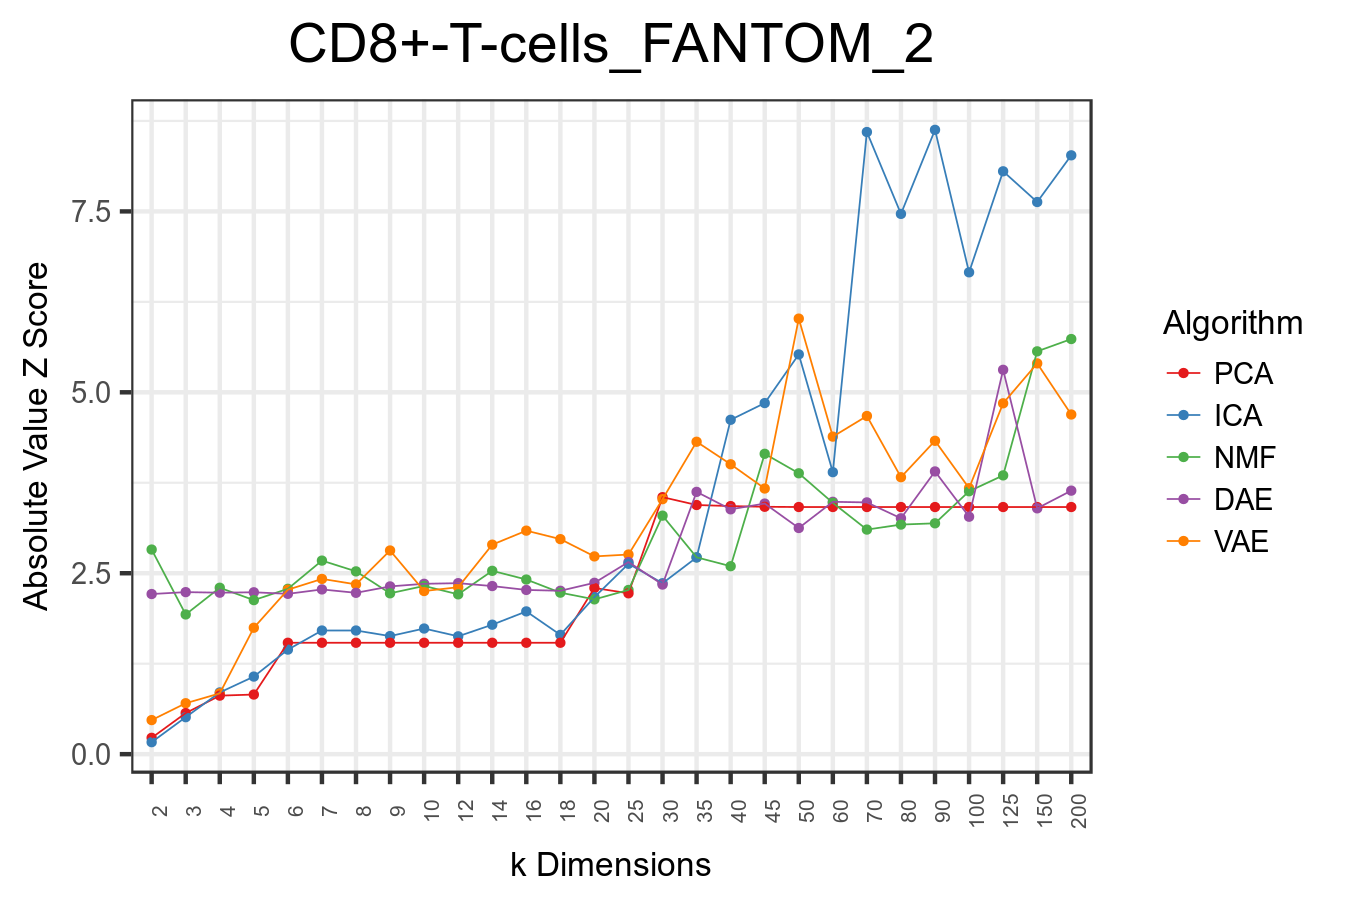 CD8+-T-cells_FANTOM_2
Absolute Value Z Score
7.5
5.0
2.5
0.0
2 3 4 5 6 7 8 9 10 12 14 16 18 20 25 30 35 40 45 50 60 70 80 90 100 125 150 200
k Dimensions
Algorithm
PCA
ICA
NMF
DAE
VAE